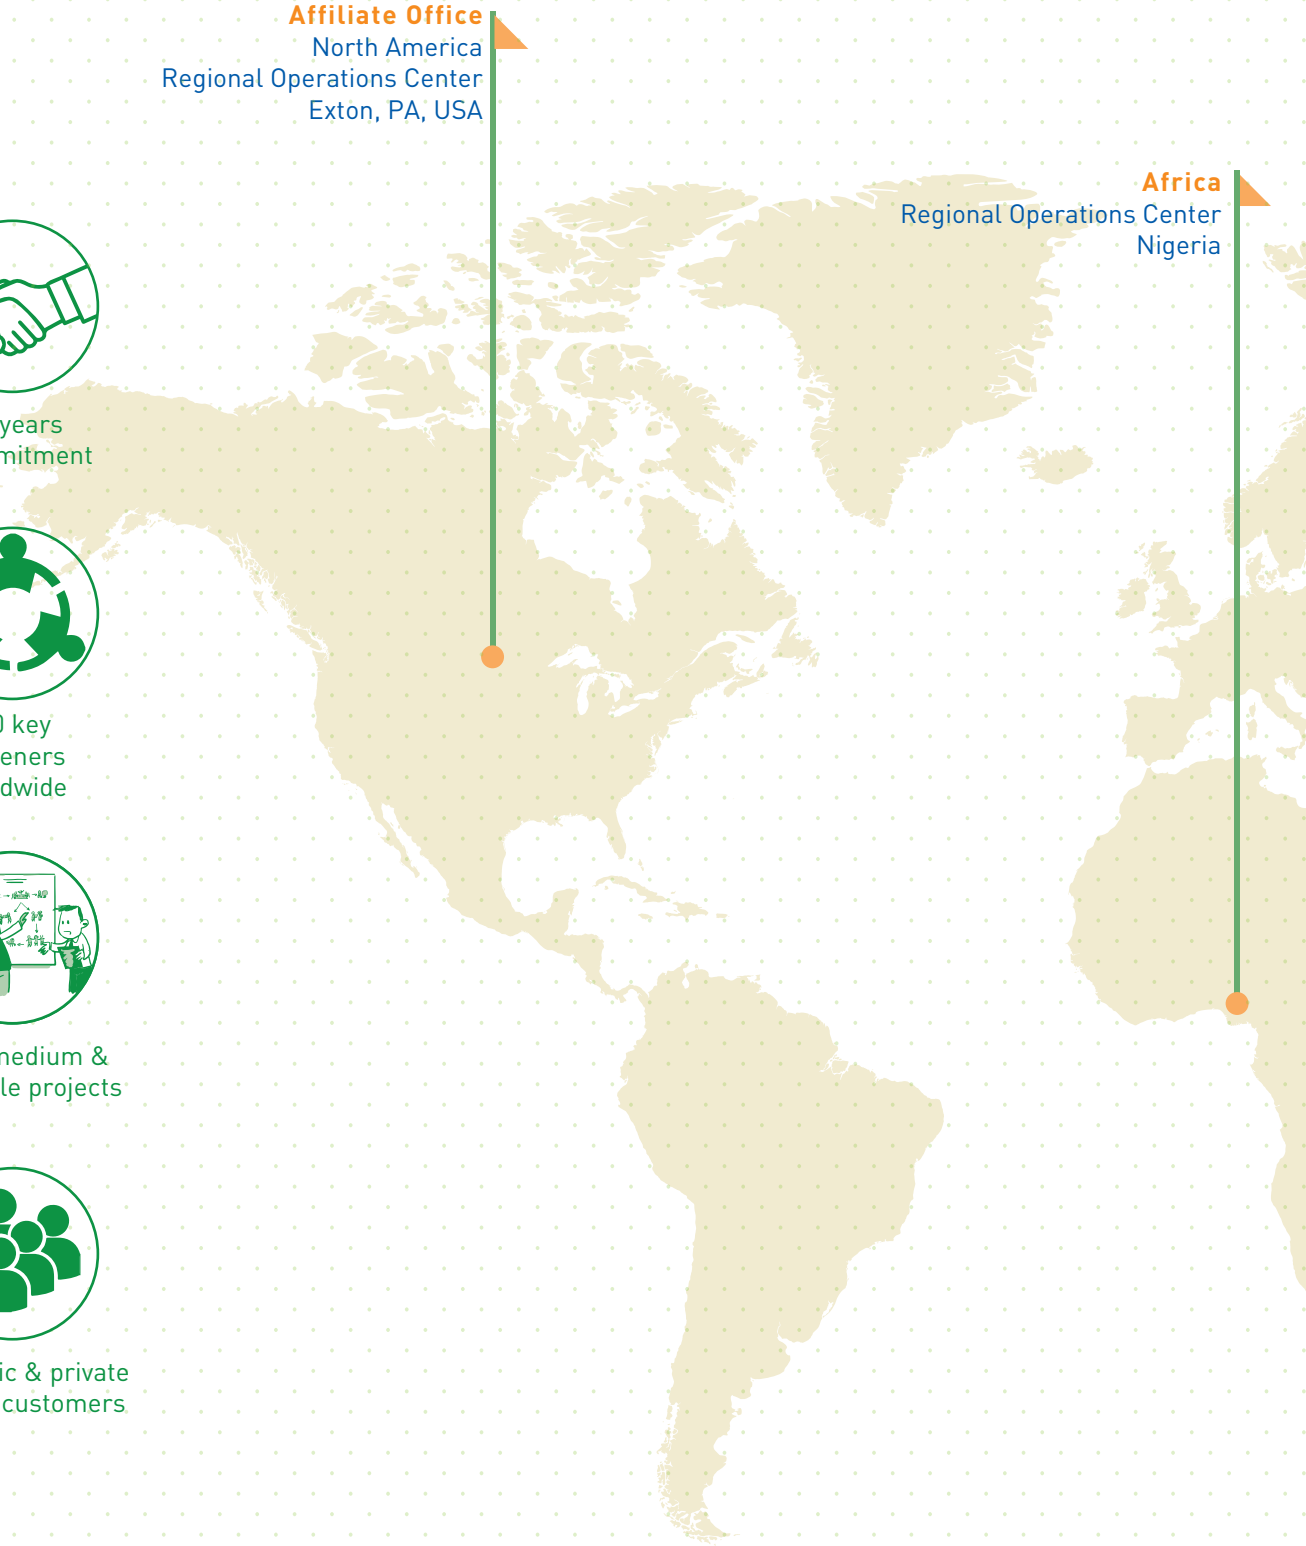 Affiliate Office
North America
Regional Operations Center
Exton, PA, USA
Africa
Regional Operations Center
Nigeria
years
mitment
key
eners
dwide
medium &
le projects
ic & private
customers